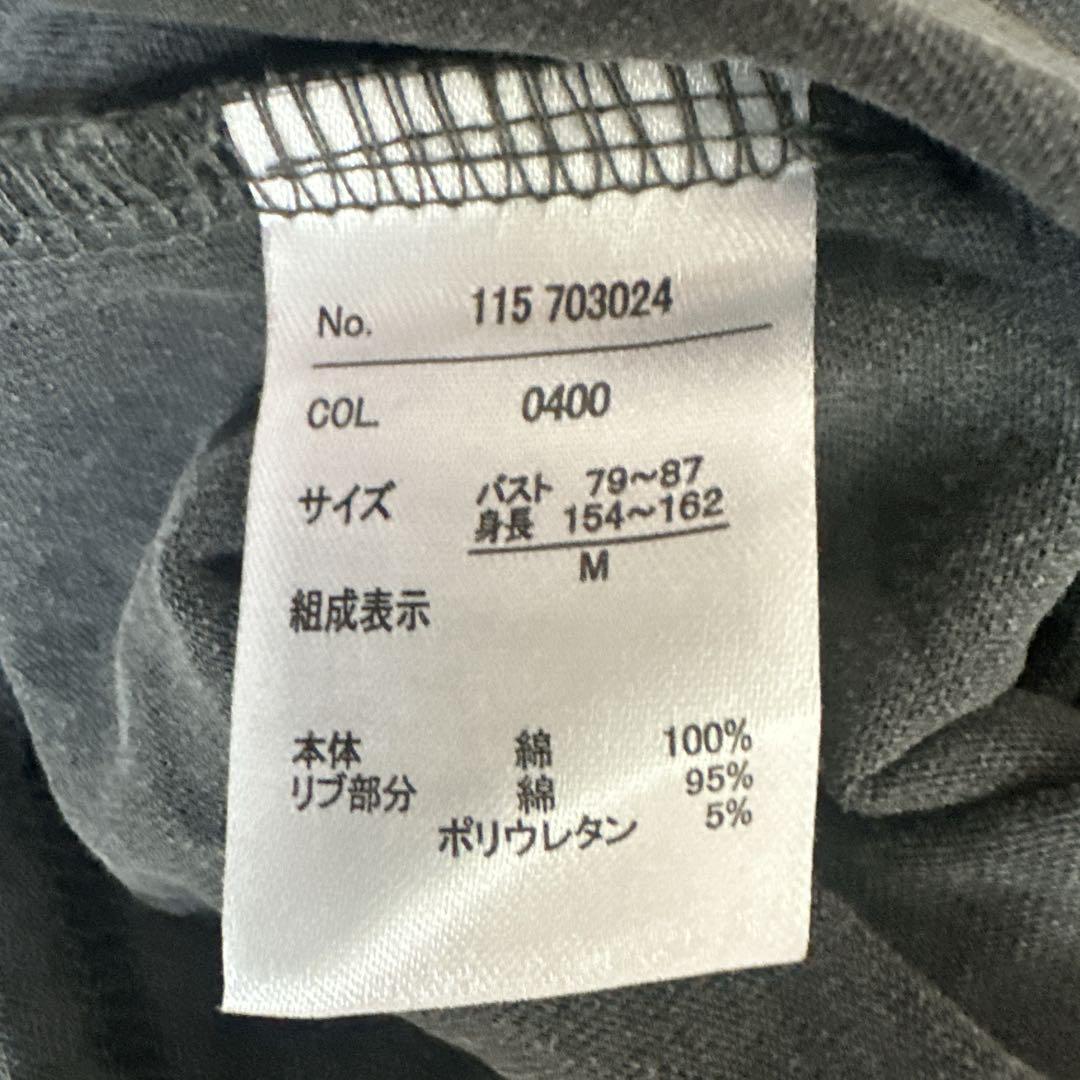 No. 115 703024
COL. 0400
サイズ バスト 79~87
身長 154~162
M
組成表示
本体 綿 100%
リブ部分 綿 95%
ポリウレタン 5%